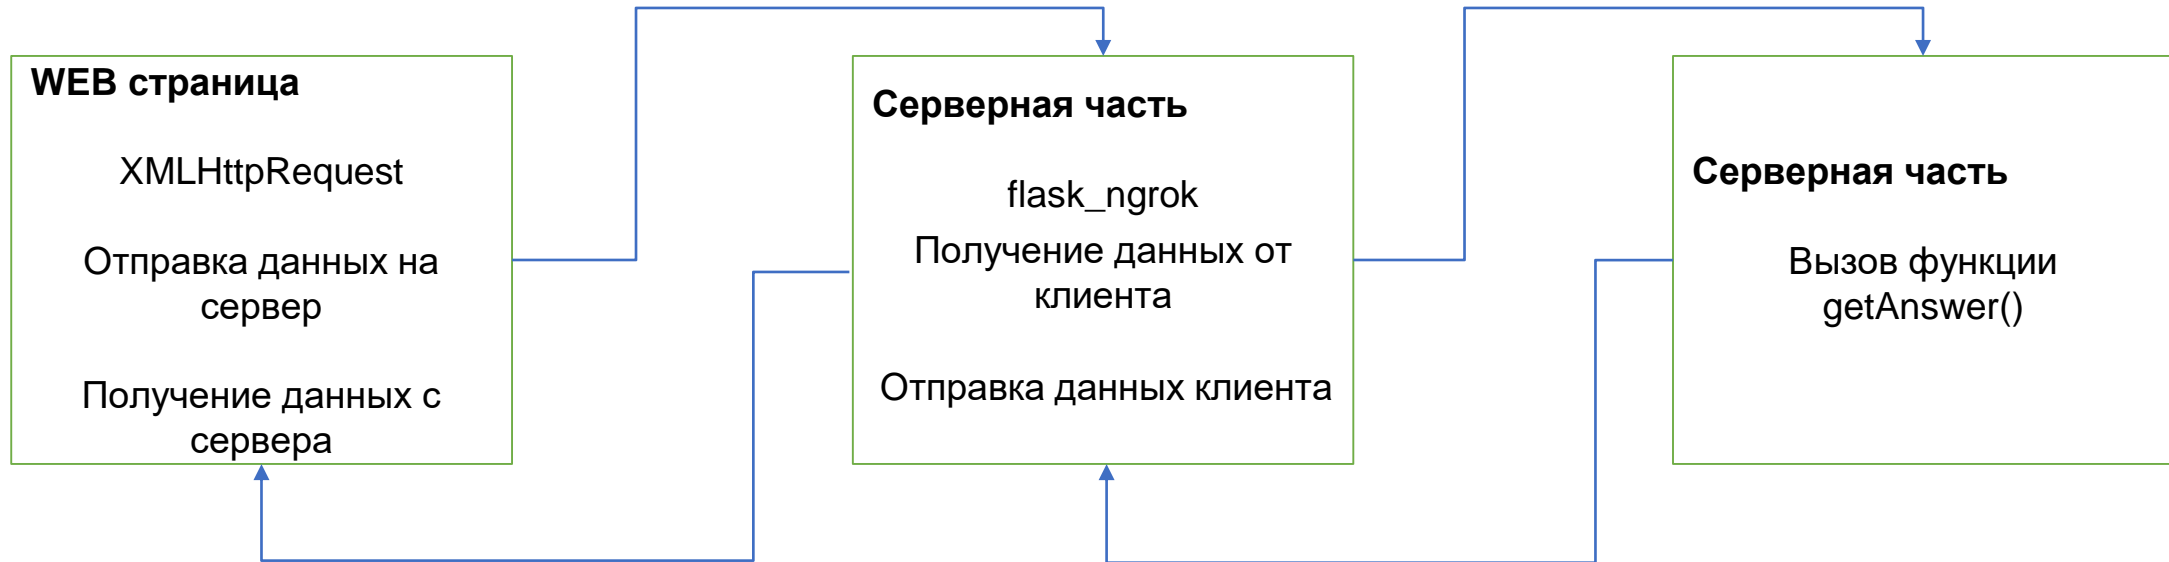 WEB страница
XMLHttpRequest
Отправка данных на
сервер
Получение данных с
сервера
Серверная часть
flask_ngrok
Получение данных от
клиента
Отправка данных клиента
Серверная часть
Вызов функции
getAnswer()